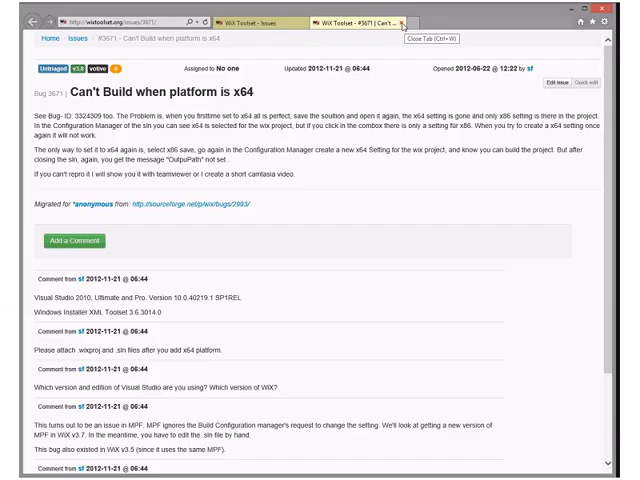 http://wixtoolset.org/issues/3671/
WiX Toolset - Issues
WiX Toolset - #3671 | Can't ...
Close Tab (Ctrl+W)
Home Issues #3671 - Can't Build when platform is x64
Untriaged v3.8 votive 0
Assigned to No one
Updated 2012-11-21 @ 06:44
Opened 2012-06-22 @ 12:22 by sf
Edit issue Quick edit
Bug 3671 | Can't Build when platform is x64
See Bug- ID: 3324309 too. The Problem is, when you firsttime set to x64 all is perfect, save the soultion and open it again, the x64 setting is gone and only x86 setting is there in the project.
In the Configuration Manager of the sln you can see x64 is selected for the wix project, but if you click in the combox there is only a setting für x86. When you try to create a x64 setting once
again it will not work.
The only way to set it to x64 again is, select x86 save, go again in the Configuration Manager create a new x64 Setting for the wix project, and know you can build the project. But after
closing the sln, again, you get the message "OutpuPath" not set .
If you can't repro it I will show you it with teamviewer or I create a short camtasia video.
Migrated for *anonymous from: http://sourceforge.net/p/wix/bugs/2993/
Add a Comment
Comment from sf 2012-11-21 @ 06:44
Visual Studio 2010, Ultimate and Pro. Version 10.0.40219.1 SP1REL
Windows Installer XML Toolset 3.6.3014.0
Comment from sf 2012-11-21 @ 06:44
Please attach .wixproj and .sln files after you add x64 platform.
Comment from sf 2012-11-21 @ 06:44
Which version and edition of Visual Studio are you using? Which version of WiX?
Comment from sf 2012-11-21 @ 06:44
This turns out to be an issue in MPF. MPF ignores the Build Configuration manager's request to change the setting. We'll look at getting a new version of
MPF in WiX v3.7. In the meantime, you have to edit the .sln file by hand.
This bug also existed in WiX v3.5 (since it uses the same MPF).
Comment from sf 2012-11-21 @ 06:44